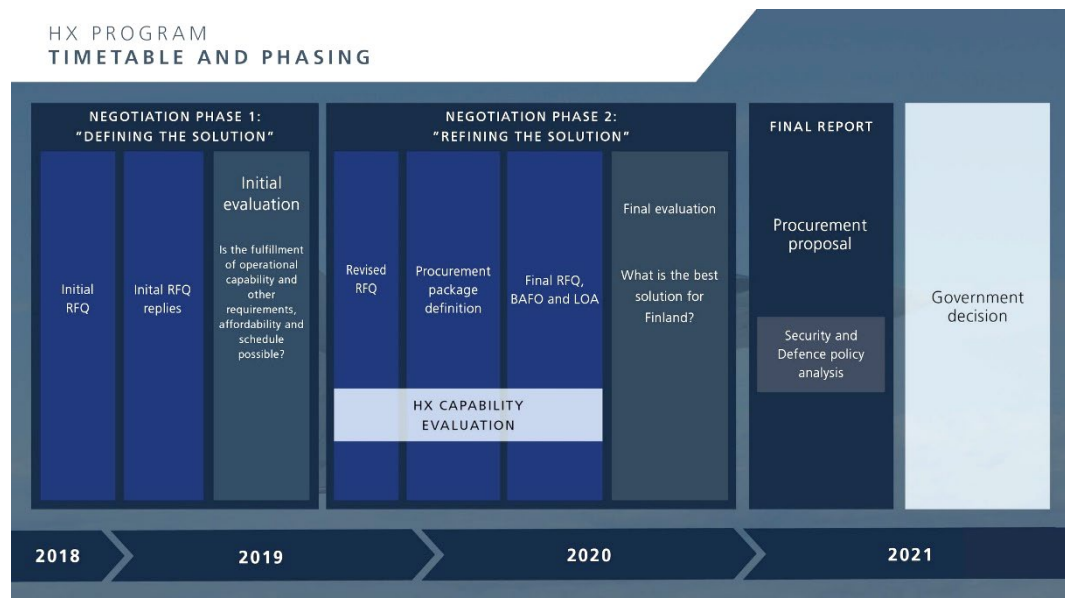 HX PROGRAM
TIMETABLE AND PHASING
NEGOTIATION PHASE 1:
"DEFINING THE SOLUTION"
Initial
RFQ
Inital RFQ
replies
Initial
evaluation
Is the fulfillment
of operational
capability and
other
requirements,
affordability and
schedule
possible?
NEGOTIATION PHASE 2:
"REFINING THE SOLUTION"
Revised
RFQ
Procurement
package
definition
Final RFQ,
BAFO and LOA
HX CAPABILITY
EVALUATION
Final evaluation
What is the best
solution for
Finland?
FINAL REPORT
Procurement
proposal
Security and
Defence policy
analysis
Government
decision
2018
2019
2020
2021